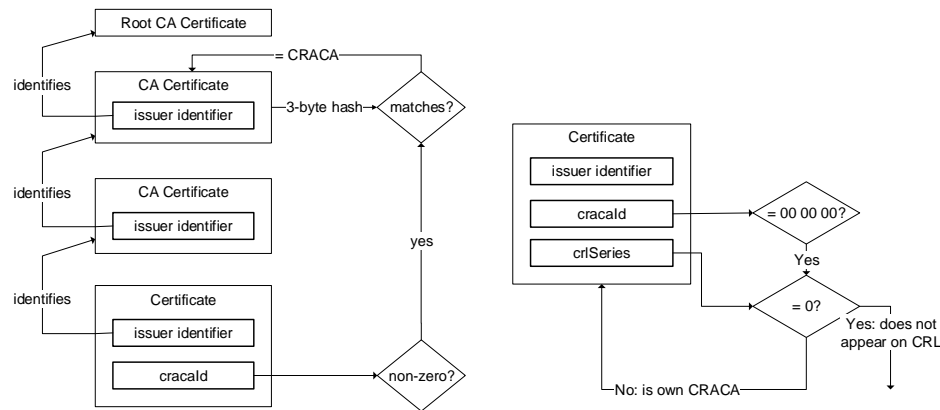 Root CA Certificate
= CRACA
identifies
CA Certificate
issuer identifier
3-byte hash
matches?
identifies
CA Certificate
issuer identifier
yes
identifies
Certificate
issuer identifier
cracaId
non-zero?
Certificate
issuer identifier
cracaId
= 00 00 00?
crlSeries
Yes
= 0?
Yes: does not
appear on CRL
No: is own CRACA